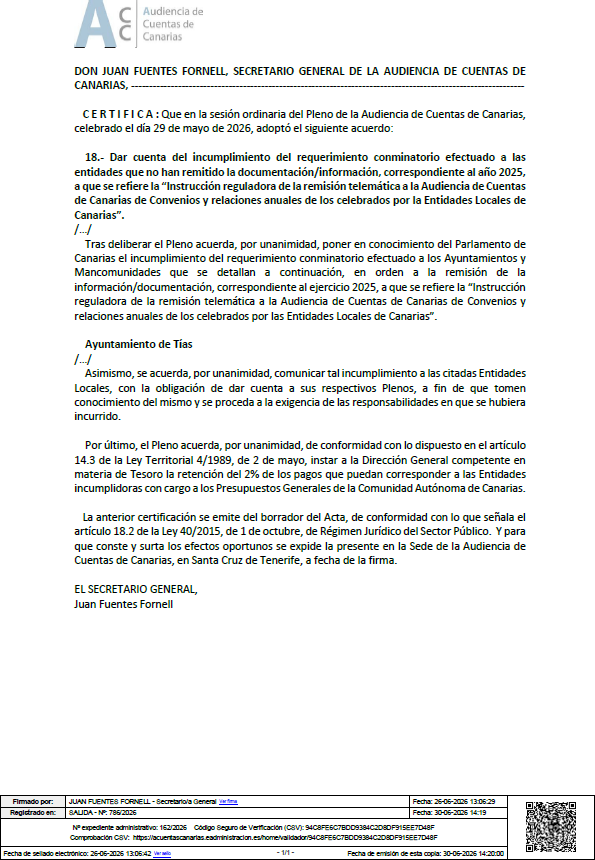 ACC Audiencia de
Cuentas de
Canarias
DON JUAN FUENTES FORNELL, SECRETARIO GENERAL DE LA AUDIENCIA DE CUENTAS DE
CANARIAS, ----------------------------------------------------------------------------------------------------
C E R T I F I C A : Que en la sesión ordinaria del Pleno de la Audiencia de Cuentas de Canarias,
celebrado el día 29 de mayo de 2026, adoptó el siguiente acuerdo:
18.- Dar cuenta del incumplimiento del requerimiento conminatorio efectuado a las
entidades que no han remitido la documentación/información, correspondiente al año 2025,
a que se refiere la “Instrucción reguladora de la remisión telemática a la Audiencia de Cuentas
de Canarias de Convenios y relaciones anuales de los celebrados por la Entidades Locales de
Canarias”.
/…/
Tras deliberar el Pleno acuerda, por unanimidad, poner en conocimiento del Parlamento de
Canarias el incumplimiento del requerimiento conminatorio efectuado a los Ayuntamientos y
Mancomunidades que se detallan a continuación, en orden a la remisión de la
información/documentación, correspondiente al ejercicio 2025, a que se refiere la “Instrucción
reguladora de la remisión telemática a la Audiencia de Cuentas de Canarias de Convenios y
relaciones anuales de los celebrados por las Entidades Locales de Canarias”.
Ayuntamiento de Tías
/…/
Asimismo, se acuerda, por unanimidad, comunicar tal incumplimiento a las citadas Entidades
Locales, con la obligación de dar cuenta a sus respectivos Plenos, a fin de que tomen
conocimiento del mismo y se proceda a la exigencia de las responsabilidades en que se hubiera
incurrido.
Por último, el Pleno acuerda, por unanimidad, de conformidad con lo dispuesto en el artículo
14.3 de la Ley Territorial 4/1989, de 2 de mayo, instar a la Dirección General competente en
materia de Tesoro la retención del 2% de los pagos que puedan corresponder a las Entidades
incumplidoras con cargo a los Presupuestos Generales de la Comunidad Autónoma de Canarias.
La anterior certificación se emite del borrador del Acta, de conformidad con lo que señala el
artículo 18.2 de la Ley 40/2015, de 1 de octubre, de Régimen Jurídico del Sector Público. Y para
que conste y surta los efectos oportunos se expide la presente en la Sede de la Audiencia de
Cuentas de Canarias, en Santa Cruz de Tenerife, a fecha de la firma.
EL SECRETARIO GENERAL,
Juan Fuentes Fornell
Firmado por: JUAN FUENTES FORNELL - Secretario/a General Ver firma Fecha: 26-06-2026 13:06:29
Registrado en: SALIDA - Nº: 786/2026 Fecha: 30-06-2026 14:19
Nº expediente administrativo: 162/2026 Código Seguro de Verificación (CSV): 94C8FE6C7BDD9384C2D8DF915EE7D48F
Comprobación CSV: https://acuentascanarias.eadministracion.es/home/validador/94C8FE6C7BDD9384C2D8DF915EE7D48F
Fecha de sellado electrónico: 26-06-2026 13:06:42 Ver sello - 1/1 - Fecha de emisión de esta copia: 30-06-2026 14:20:00